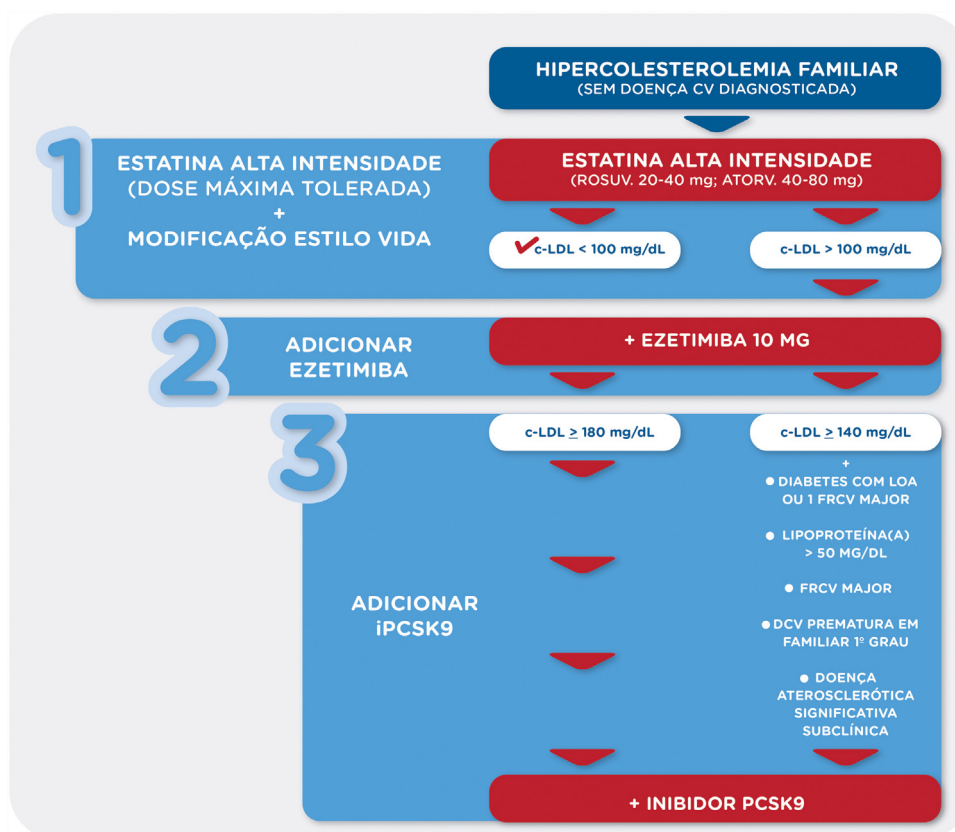 HIPERCOLESTEROLEMIA FAMILIAR
(SEM DOENÇA CV DIAGNOSTICADA)
1
ESTATINA ALTA INTENSIDADE
(DOSE MÁXIMA TOLERADA)
+
MODIFICAÇÃO ESTILO VIDA
ESTATINA ALTA INTENSIDADE
(ROSUV. 20-40 mg; ATORV. 40-80 mg)
c-LDL < 100 mg/dL
c-LDL > 100 mg/dL
2
ADICIONAR
EZETIMIBA
+ EZETIMIBA 10 MG
3
ADICIONAR
iPCSK9
c-LDL ≥ 180 mg/dL
c-LDL ≥ 140 mg/dL
+
● DIABETES COM LOA
OU 1 FRCV MAJOR
● LIPOPROTEÍNA(A)
> 50 MG/DL
● FRCV MAJOR
● DCV PREMATURA EM
FAMILIAR 1º GRAU
● DOENÇA
ATEROSCLERÓTICA
SIGNIFICATIVA
SUBCLÍNICA
+ INIBIDOR PCSK9